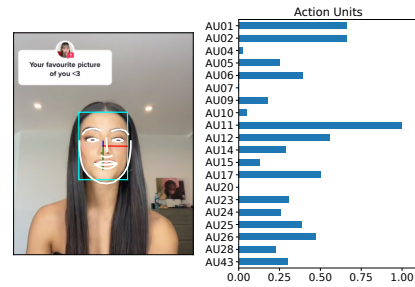 Your favourite picture
of you <3
Action Units
AU01
AU02
AU04
AU05
AU06
AU07
AU09
AU10
AU11
AU12
AU14
AU15
AU17
AU20
AU23
AU24
AU25
AU26
AU28
AU43
0.00 0.25 0.50 0.75 1.00